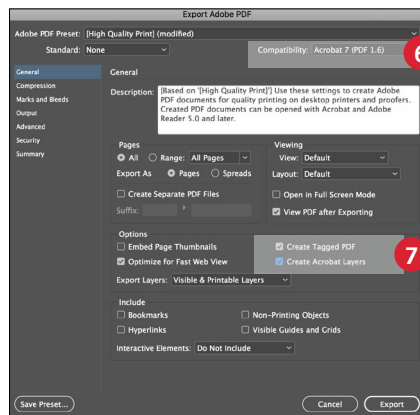 Export Adobe PDF
Adobe PDF Preset: [High Quality Print] (modified)
Standard: None Compatibility: Acrobat 7 (PDF 1.6)
6
General
Compression
Marks and Bleeds
Output
Advanced
Security
Summary
General
Description: [Based on '[High Quality Print]'] Use these settings to create Adobe
PDF documents for quality printing on desktop printers and proofers.
Created PDF documents can be opened with Acrobat and Adobe
Reader 5.0 and later.
Pages
All Range: All Pages
Export As Pages Spreads
Create Separate PDF Files
Suffix:
Viewing
View: Default
Layout: Default
Open in Full Screen Mode
View PDF after Exporting
Options
Embed Page Thumbnails Create Tagged PDF
Optimize for Fast Web View Create Acrobat Layers
7
Export Layers: Visible & Printable Layers
Include
Bookmarks Non-Printing Objects
Hyperlinks Visible Guides and Grids
Interactive Elements: Do Not Include
Save Preset... Cancel Export